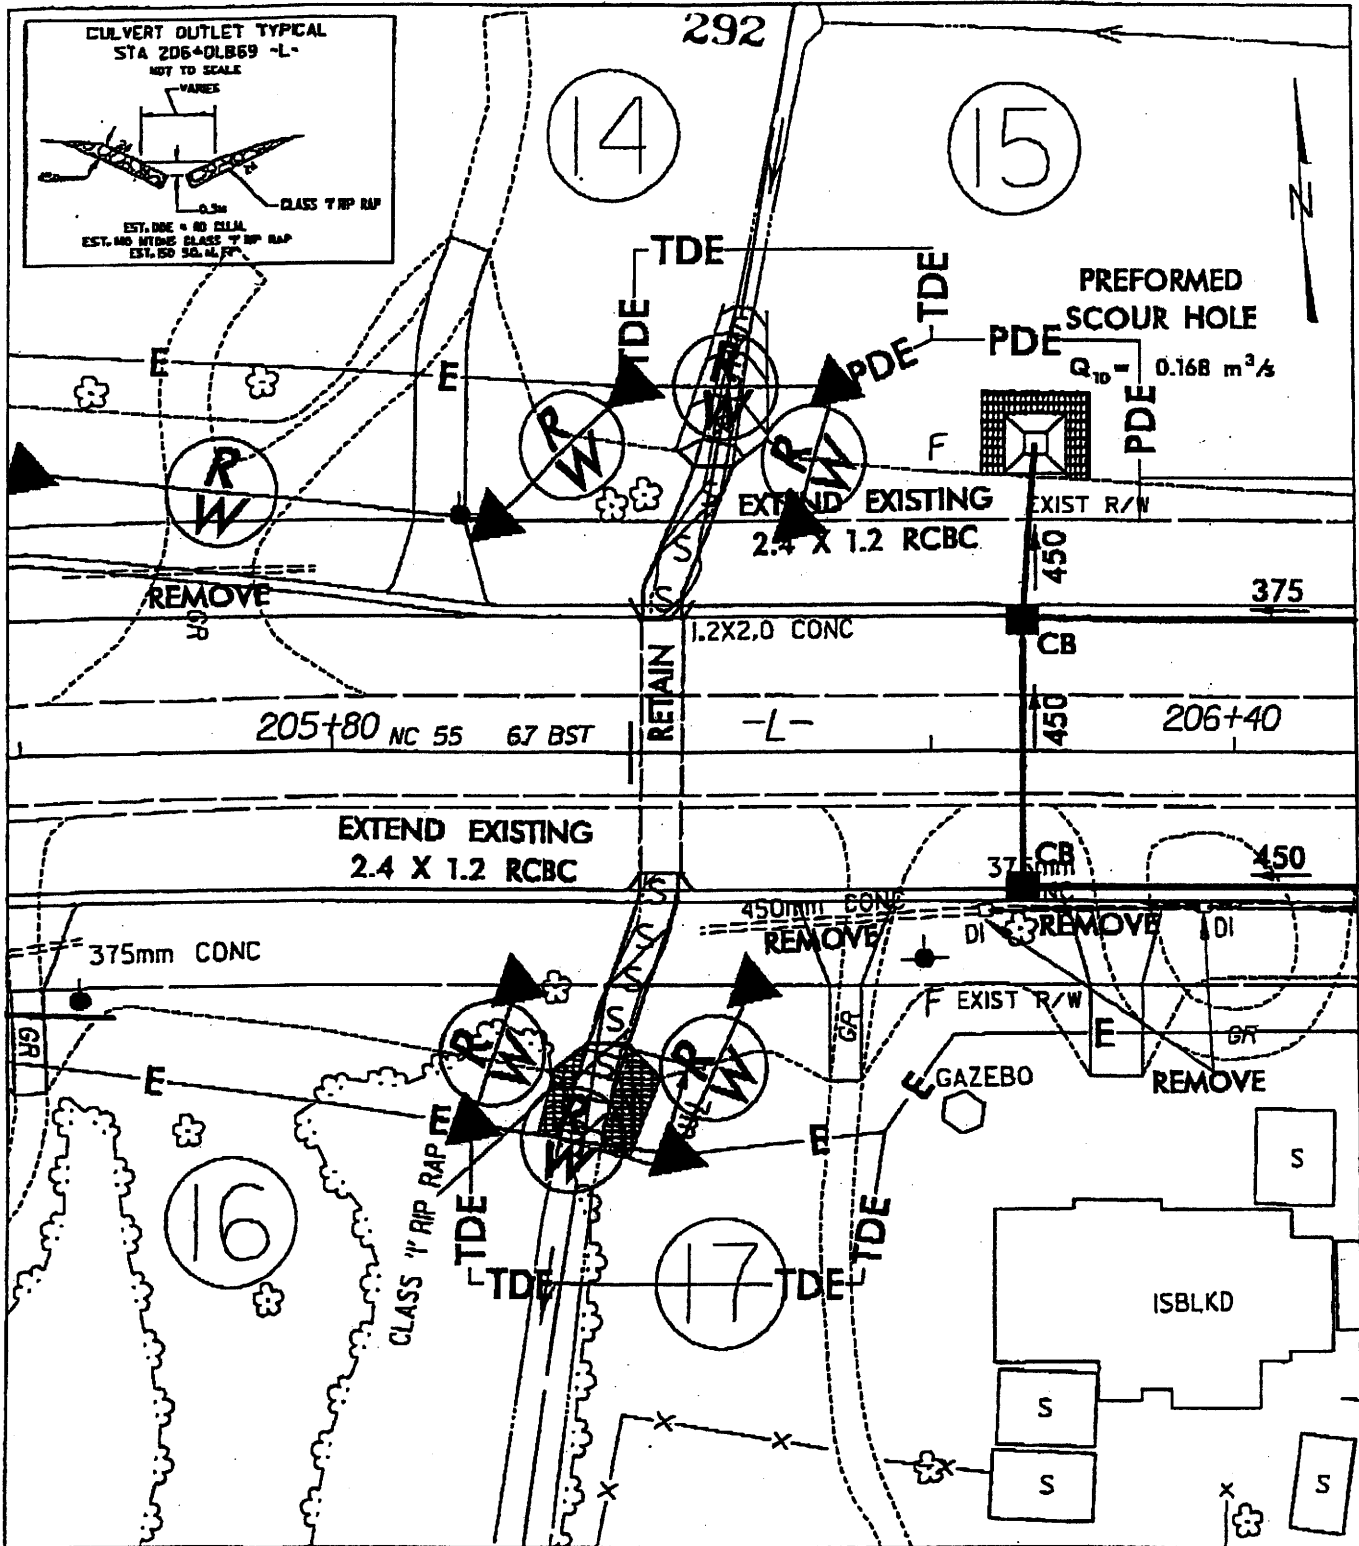 CULVERT OUTLET TYPICAL
NOT TO SCALE
VARIES
CLASS 'I' RIP RAP
292
14
15
N
TDE
TDE
TDE
PREFORMED
SCOUR HOLE
PDE
PDE
Q10 = 0.168 m³/s
PDE
E
E
R/W
R/W
R/W
R/W
F
EXTEND EXISTING
2.4 X 1.2 RCBC
EXIST R/W
450
S
S
REMOVE
GR
375
1.2X2.0 CONC
CB
RETAIN
205+80
NC 55
6.7 BST
-L-
450
206+40
EXTEND EXISTING
2.4 X 1.2 RCBC
CB
450
S
450mm CONC
REMOVE
REMOVE
DI
DI
375mm CONC
S
S
S
F
EXIST R/W
GR
GR
GR
R/W
R/W
R/W
S
E
E
E
E
E
GAZEBO
REMOVE
CLASS 'I' RIP RAP
16
17
TDE
TDE
TDE
TDE
S
ISBLKD
S
S
S